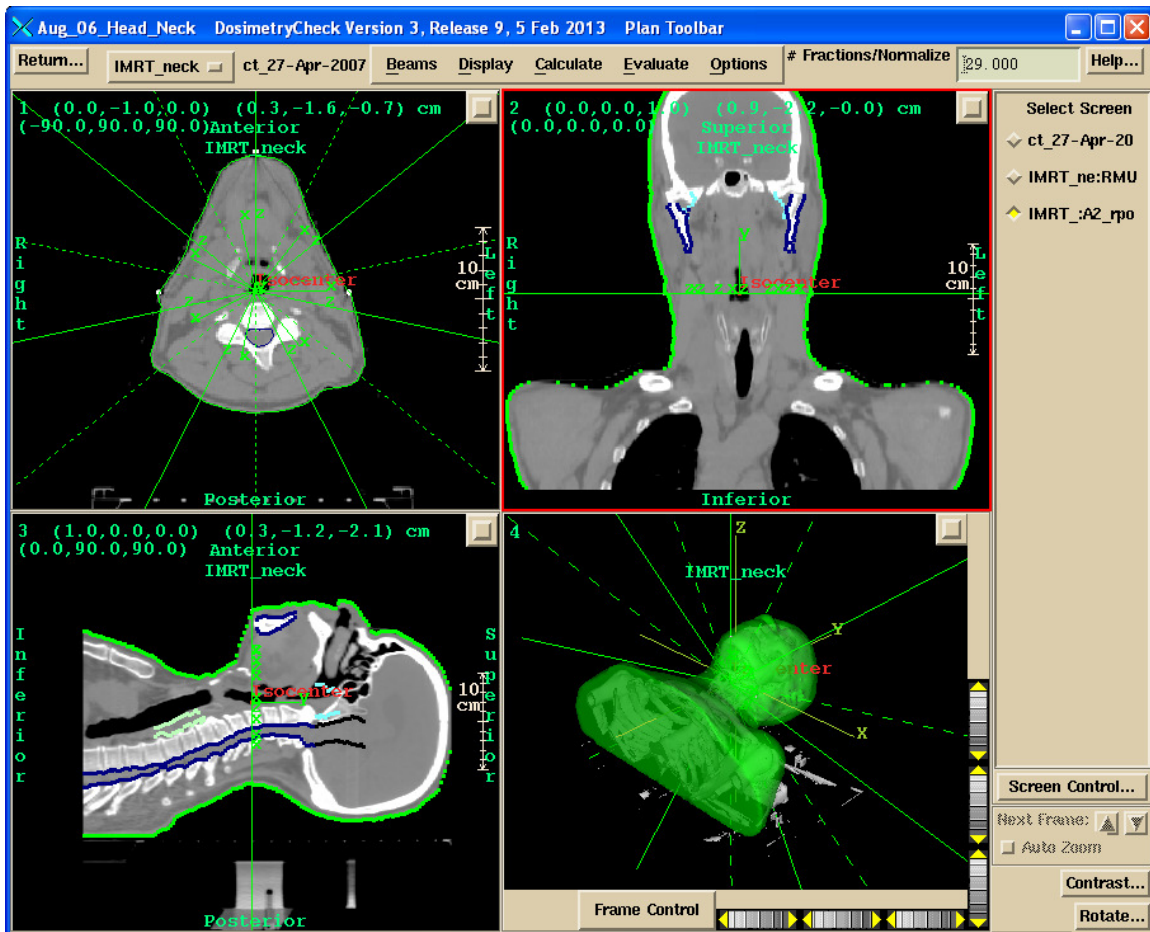 Aug_06_Head_Neck DosimetryCheck Version 3, Release 9, 5 Feb 2013 Plan Toolbar
Return... IMRT_neck ct_27-Apr-2007 Beams Display Calculate Evaluate Options # Fractions/Normalize 29.000 Help...
1 (0.0,-1.0,0.0) (0.3,-1.6,-0.7) cm
(-90.0,90.0,90.0) Anterior
IMRT_neck
Right
Left
Isocenter
10
cm
Posterior
2 (0.0,0.0,1.0) (0.9,-2.2,-0.0) cm
(0.0,0.0,0.0) Superior
IMRT_neck
Right
Left
y
Isocenter
10
cm
Inferior
3 (1.0,0.0,0.0) (0.3,-1.2,-2.1) cm
(0.0,90.0,90.0) Anterior
IMRT_neck
Inferior
Superior
Isocenter
y
10
cm
Posterior
4
Z
IMRT_neck
Y
X
Frame Control
Select Screen
ct_27-Apr-20
IMRT_ne:RMU
IMRT_:A2_rpo
Screen Control...
Next Frame:
Auto Zoom
Contrast...
Rotate...